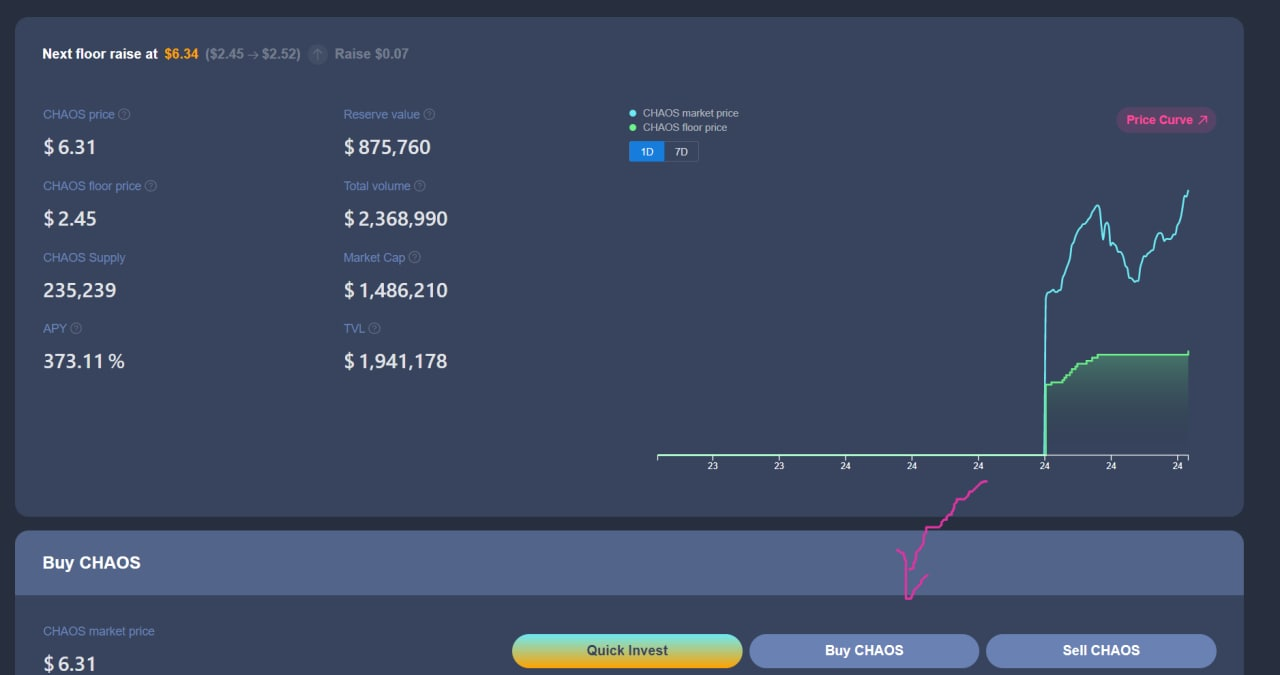 Next floor raise at $6.34 ($2.45 → $2.52) ↑ Raise $0.07
CHAOS price ?
$ 6.31
CHAOS floor price ?
$ 2.45
CHAOS Supply
235,239
APY ?
373.11 %
Reserve value ?
$ 875,760
Total volume ?
$ 2,368,990
Market Cap ?
$ 1,486,210
TVL ?
$ 1,941,178
CHAOS market price
CHAOS floor price
1D 7D
Price Curve ↗
23 23 24 24 24 24 24 24
Buy CHAOS
CHAOS market price
$ 6.31
Quick Invest Buy CHAOS Sell CHAOS